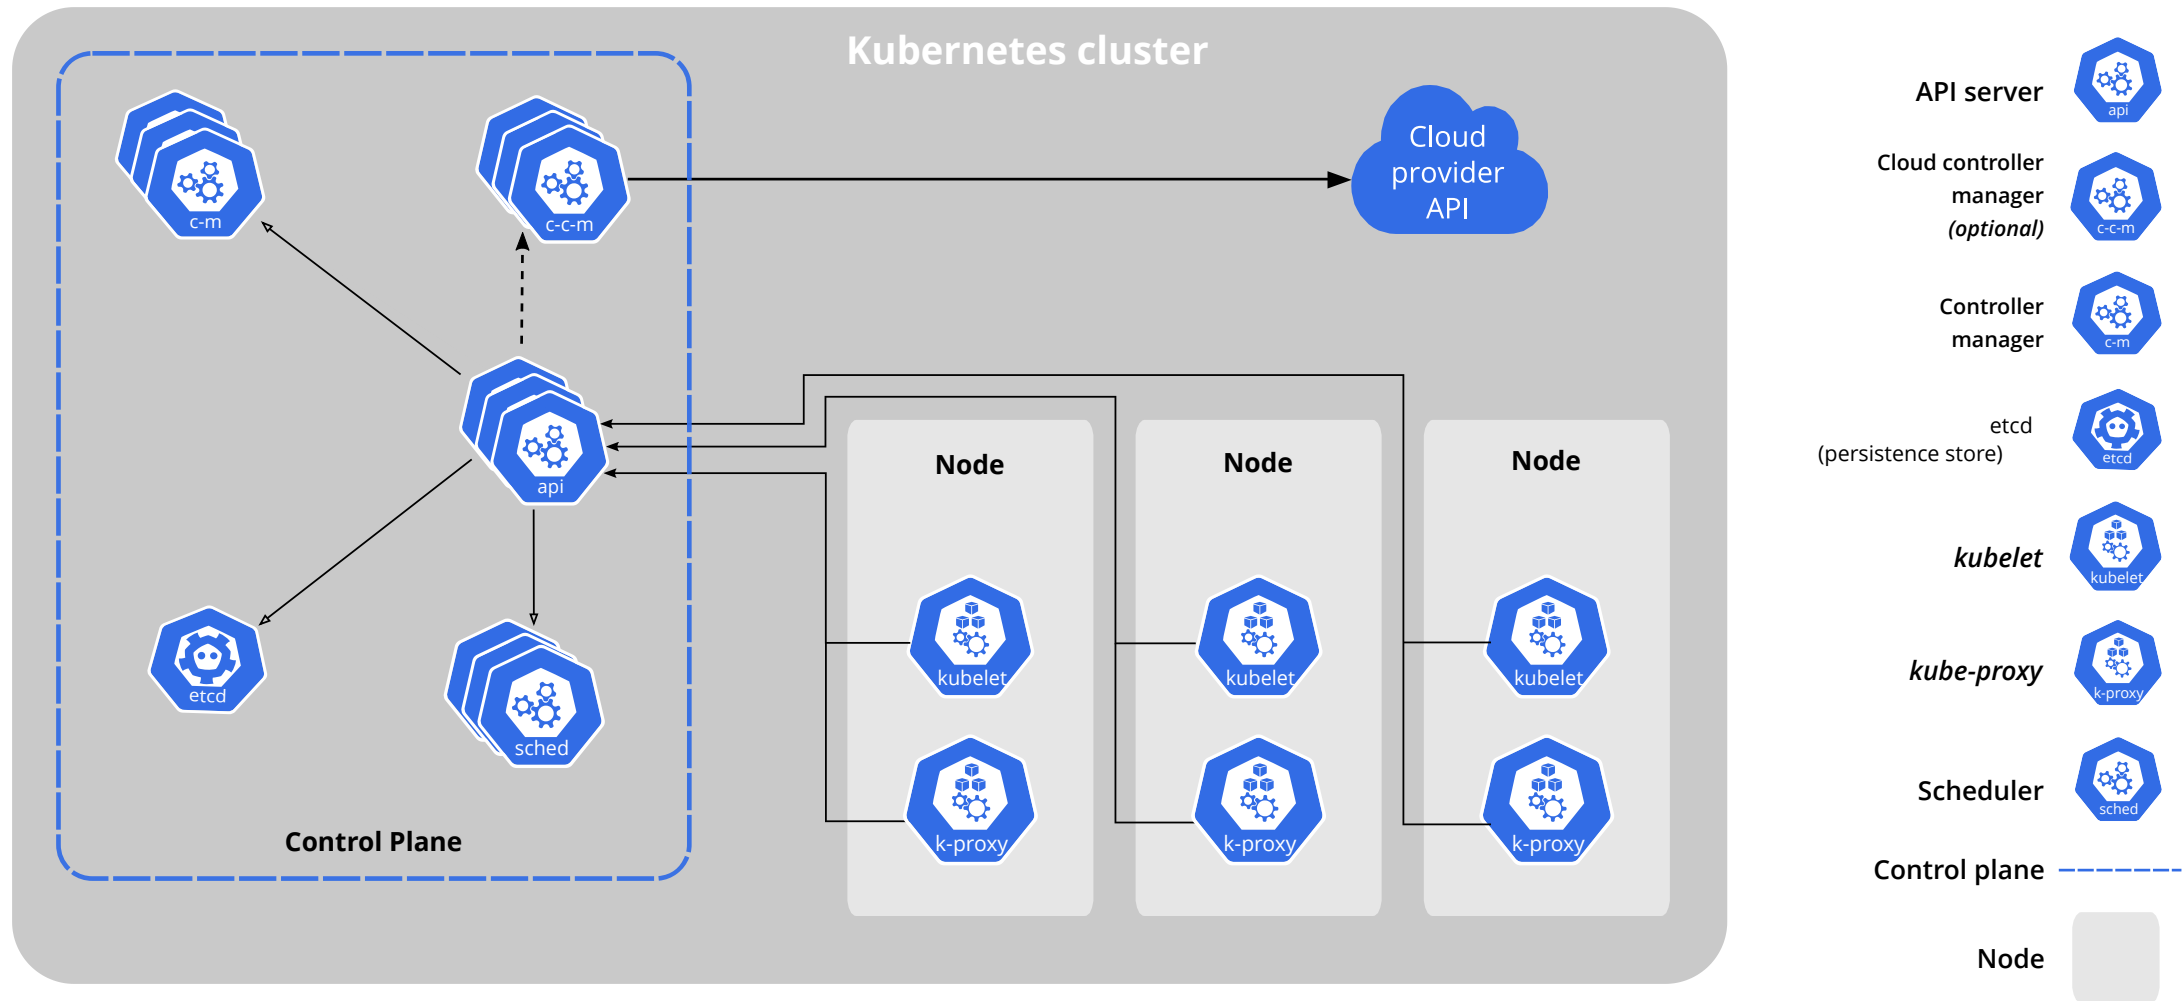 Kubernetes cluster
c-m
c-c-m
Cloud
provider
API
api
etcd
sched
Control Plane
Node
kubelet
k-proxy
Node
kubelet
k-proxy
Node
kubelet
k-proxy
API server
api
Cloud controller
manager
(optional)
c-c-m
Controller
manager
c-m
etcd
(persistence store)
etcd
kubelet
kubelet
kube-proxy
k-proxy
Scheduler
sched
Control plane
Node